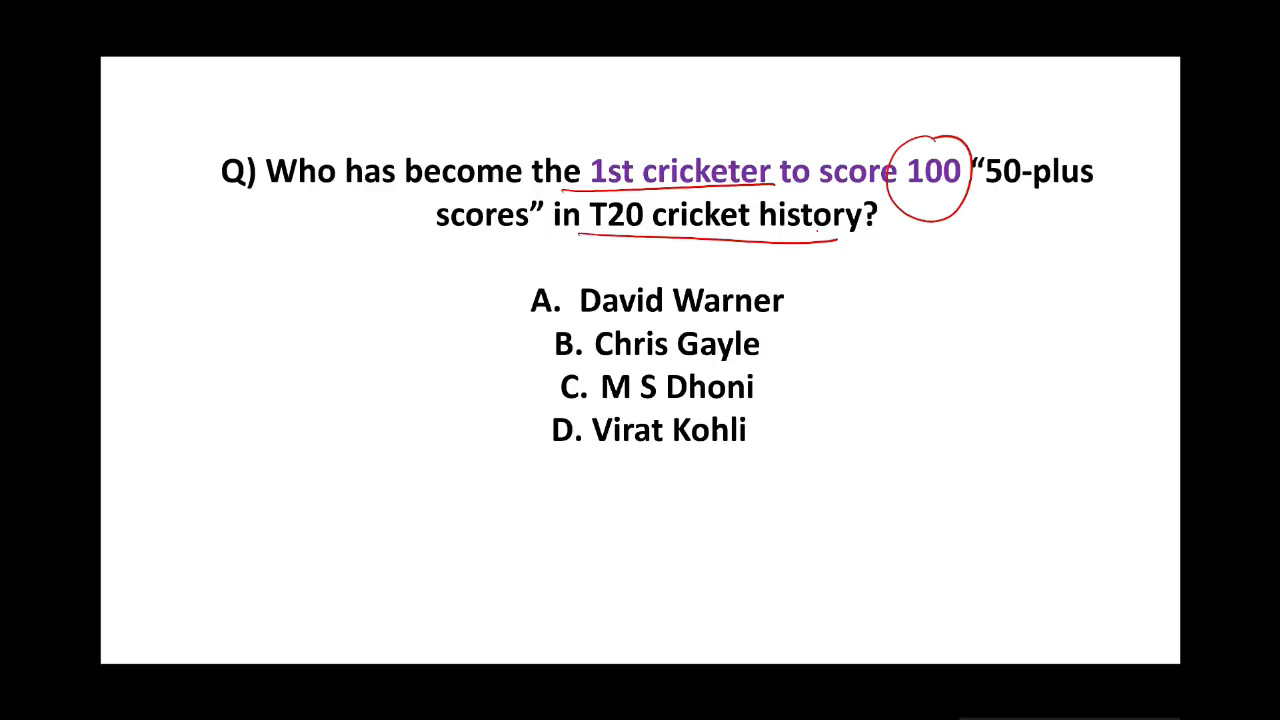 Q) Who has become the 1st cricketer to score 100 “50-plus
scores” in T20 cricket history?
A. David Warner
B. Chris Gayle
C. M S Dhoni
D. Virat Kohli